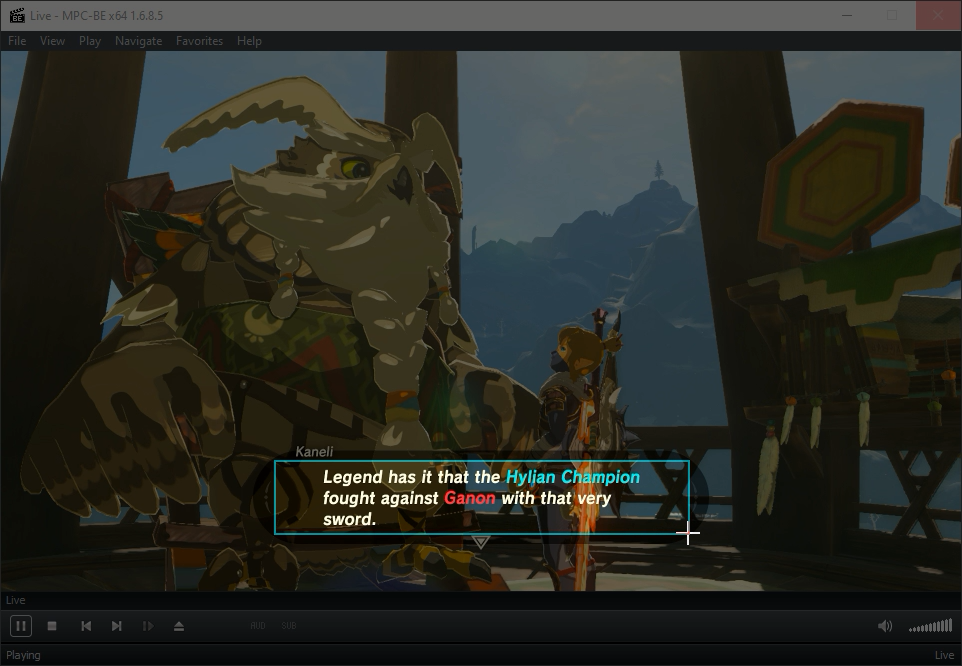 Live - MPC-BE x64 1.6.8.5
File View Play Navigate Favorites Help
Kaneli
Legend has it that the Hylian Champion
fought against Ganon with that very
sword.
Live
AUD SUB
Playing Live